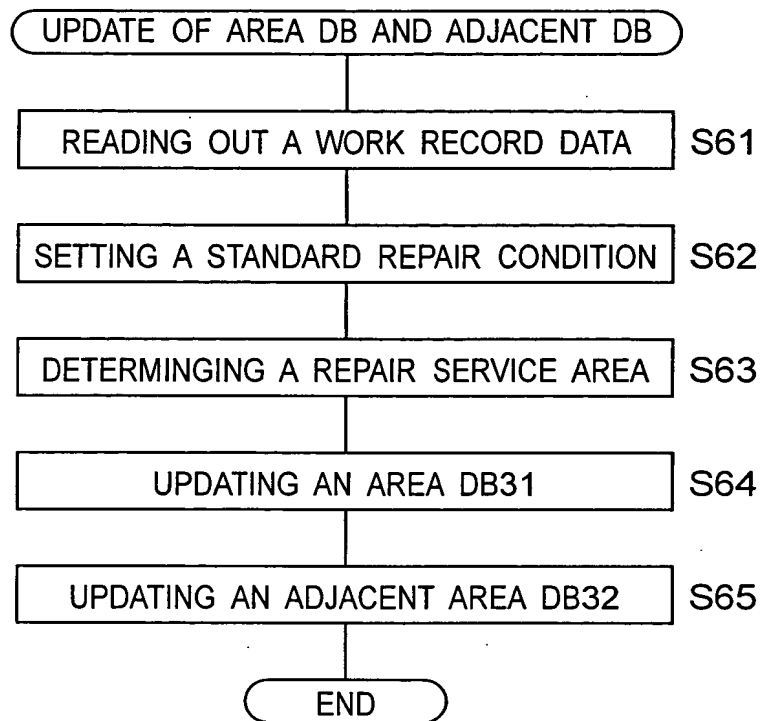 UPDATE OF AREA DB AND ADJACENT DB
READING OUT A WORK RECORD DATA S61
SETTING A STANDARD REPAIR CONDITION S62
DETERMINGING A REPAIR SERVICE AREA S63
UPDATING AN AREA DB31 S64
UPDATING AN ADJACENT AREA DB32 S65
END